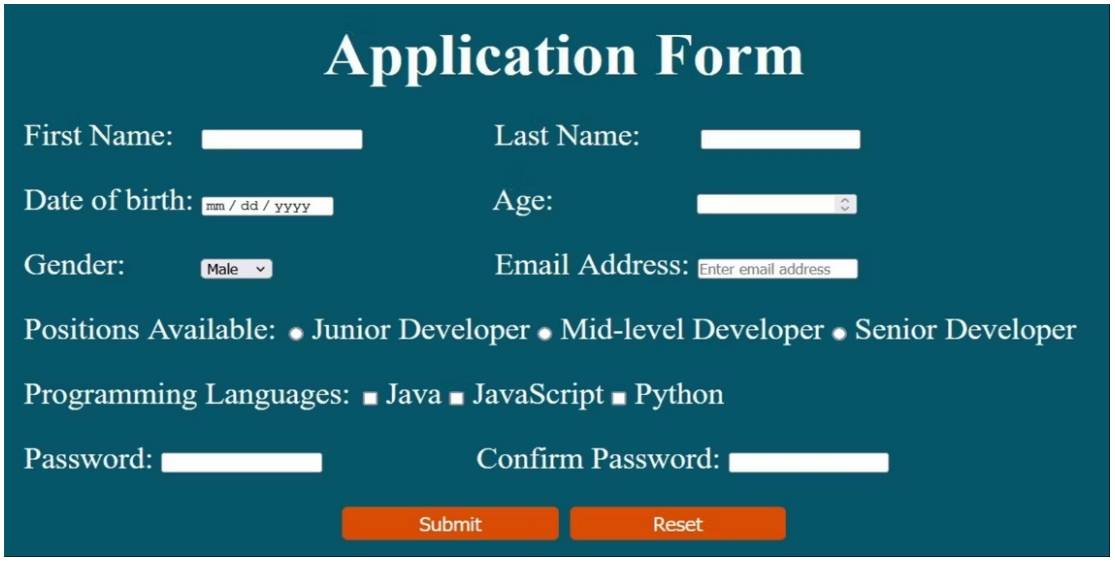 Application Form
First Name: Last Name:
Date of birth: mm / dd / yyyy Age:
Gender: Male Email Address: Enter email address
Positions Available: Junior Developer Mid-level Developer Senior Developer
Programming Languages: Java JavaScript Python
Password: Confirm Password:
Submit Reset